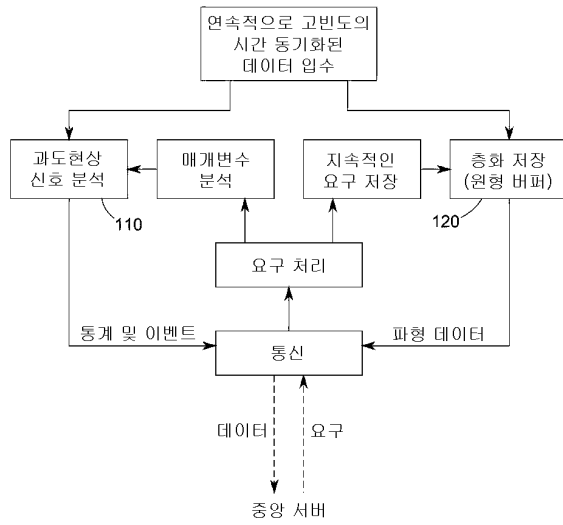 연속적으로 고빈도의
시간 동기화된
데이터 입수
과도현상
신호 분석
매개변수
분석
지속적인
요구 저장
층화 저장
(원형 버퍼)
110
120
요구 처리
통계 및 이벤트
통신
파형 데이터
데이터
요구
중앙 서버